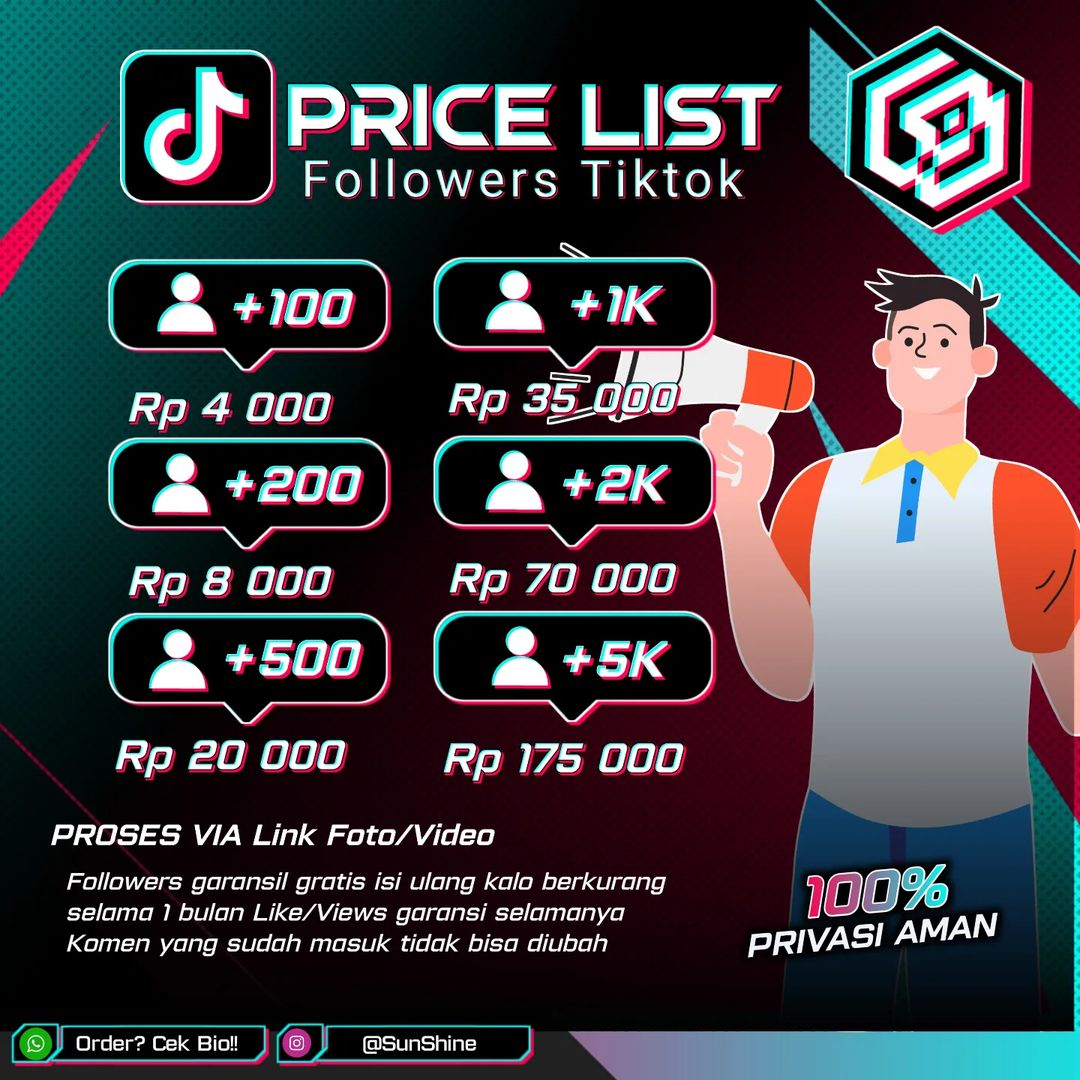 PRICE LIST
Followers Tiktok
+100
Rp 4 000
+1K
Rp 35 000
+200
Rp 8 000
+2K
Rp 70 000
+500
Rp 20 000
+5K
Rp 175 000
PROSES VIA Link Foto/Video
Followers garansil gratis isi ulang kalo berkurang
selama 1 bulan Like/Views garansi selamanya
Komen yang sudah masuk tidak bisa diubah
100%
PRIVASI AMAN
Order? Cek Bio!!
@SunShine